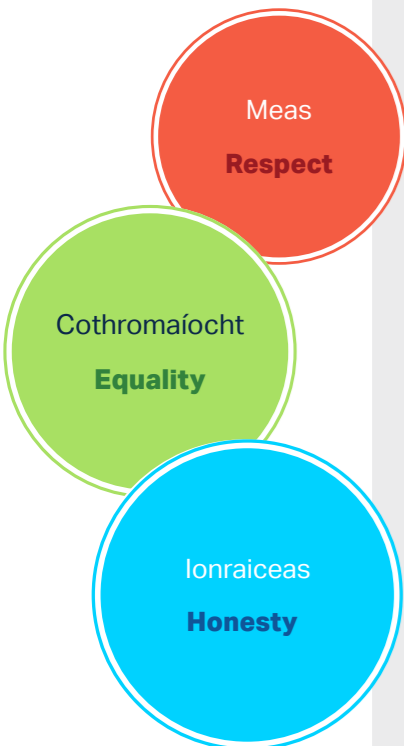 Meas
Respect
Cothromaíocht
Equality
Ionraiceas
Honesty